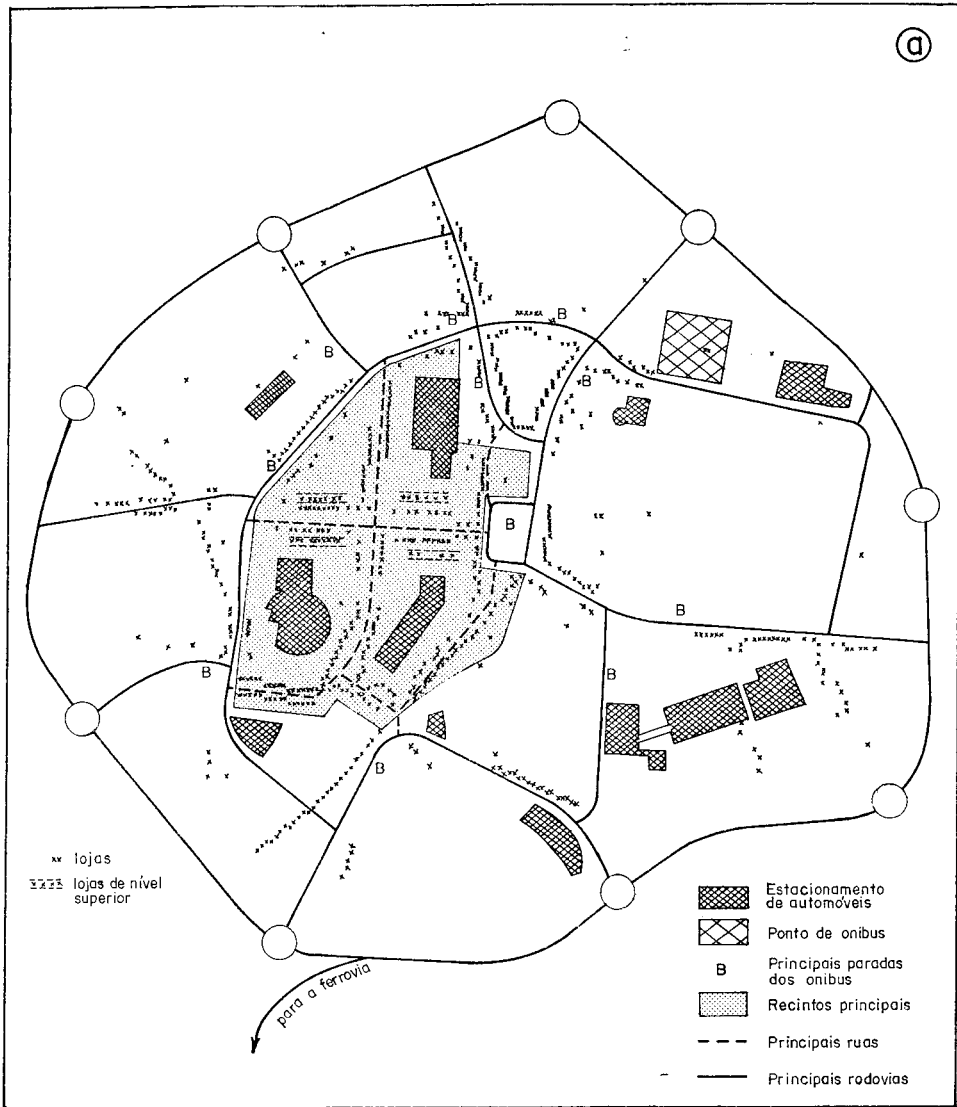 a
B
B
B
B
B
B
B
B
B
B
B
B
xx lojas
xxxx lojas de nível
superior
para a ferrovia
Estacionamento
de automóveis
Ponto de onibus
B Principais paradas
dos onibus
Recintos principais
Principais ruas
Principais rodovias